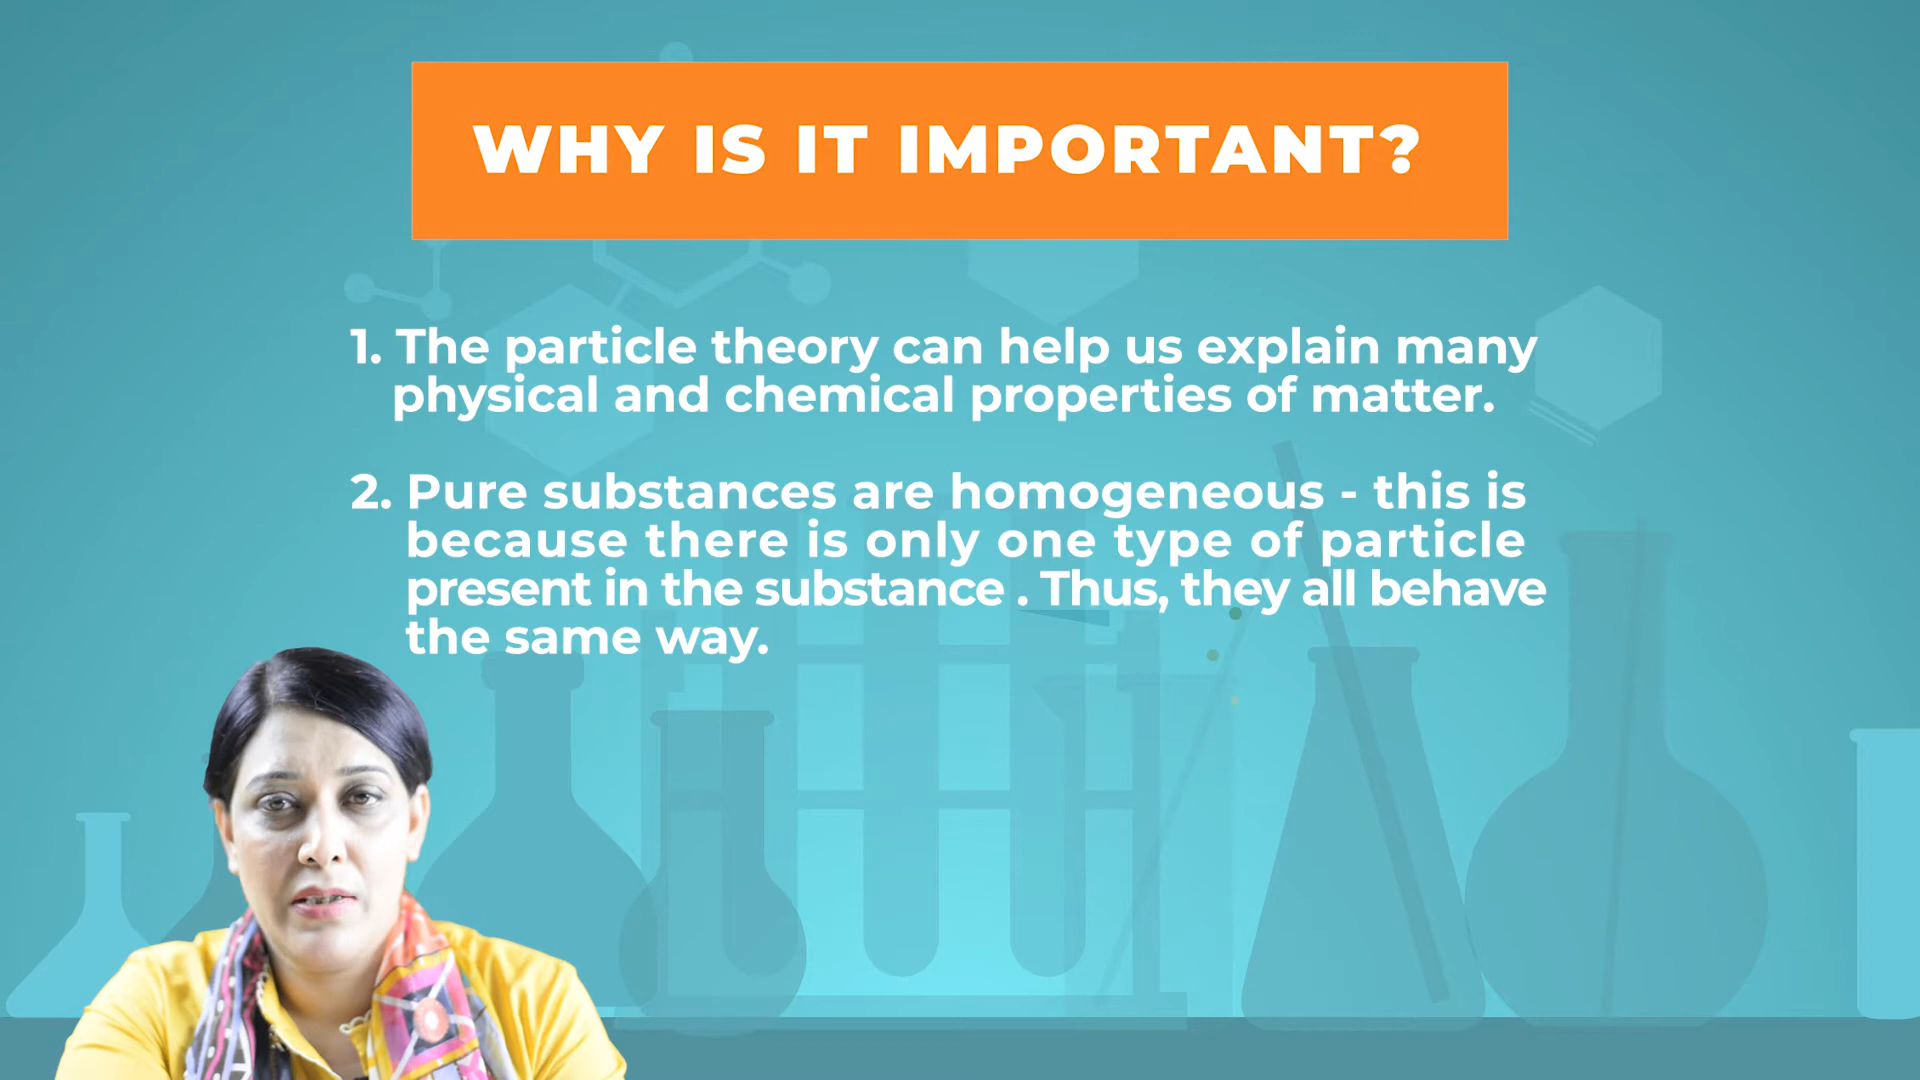 WHY IS IT IMPORTANT?
1. The particle theory can help us explain many
physical and chemical properties of matter.
2. Pure substances are homogeneous - this is
because there is only one type of particle
present in the substance . Thus, they all behave
the same way.